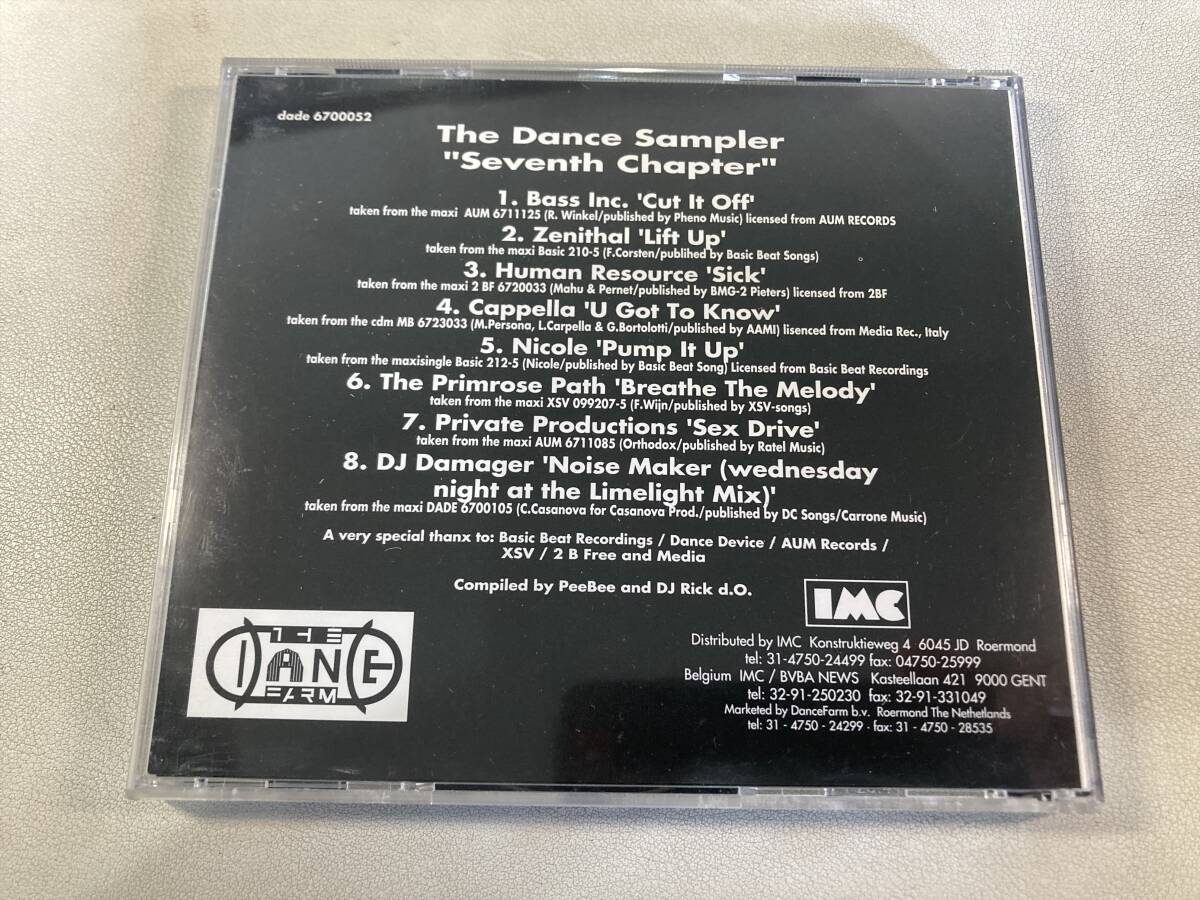 dade 6700052
The Dance Sampler
"Seventh Chapter"
1. Bass Inc. 'Cut It Off'
taken from the maxi AUM 6711125 (R. Winkel/published by Pheno Music) licensed from AUM RECORDS
2. Zenithal 'Lift Up'
taken from the maxi Basic 210-5 (F.Corsten/publihed by Basic Beat Songs)
3. Human Resource 'Sick'
taken from the maxi 2 BF 6720033 (Mahu & Pernet/published by BMG-2 Pieters) licensed from 2BF
4. Cappella 'U Got To Know'
taken from the cdm MB 6723033 (M.Persona, L.Carpella & G.Bortolotti/published by AAMI) lisenced from Media Rec., Italy
5. Nicole 'Pump It Up'
taken from the maxisingle Basic 212-5 (Nicole/published by Basic Beat Song) Licensed from Basic Beat Recordings
6. The Primrose Path 'Breathe The Melody'
taken from the maxi XSV 099207-5 (F.Wijn/published by XSV-songs)
7. Private Productions 'Sex Drive'
taken from the maxi AUM 6711085 (Orthodox/published by Ratel Music)
8. DJ Damager 'Noise Maker (wednesday
night at the Limelight Mix)'
taken from the maxi DADE 6700105 (C.Casanova for Casanova Prod./published by DC Songs/Carrone Music)
A very special thanx to: Basic Beat Recordings / Dance Device / AUM Records /
XSV / 2 B Free and Media
Compiled by PeeBee and DJ Rick d.O.
IMC
THE
DANCE
FARM
Distributed by IMC Konstruktieweg 4 6045 JD Roermond
tel: 31-4750-24499 fax: 04750-25999
Belgium IMC / BVBA NEWS Kasteellaan 421 9000 GENT
tel: 32-91-250230 fax: 32-91-331049
Marketed by DanceFarm b.v. Roermond The Nethetlands
tel: 31 - 4750 - 24299 - fax: 31 - 4750 - 28535